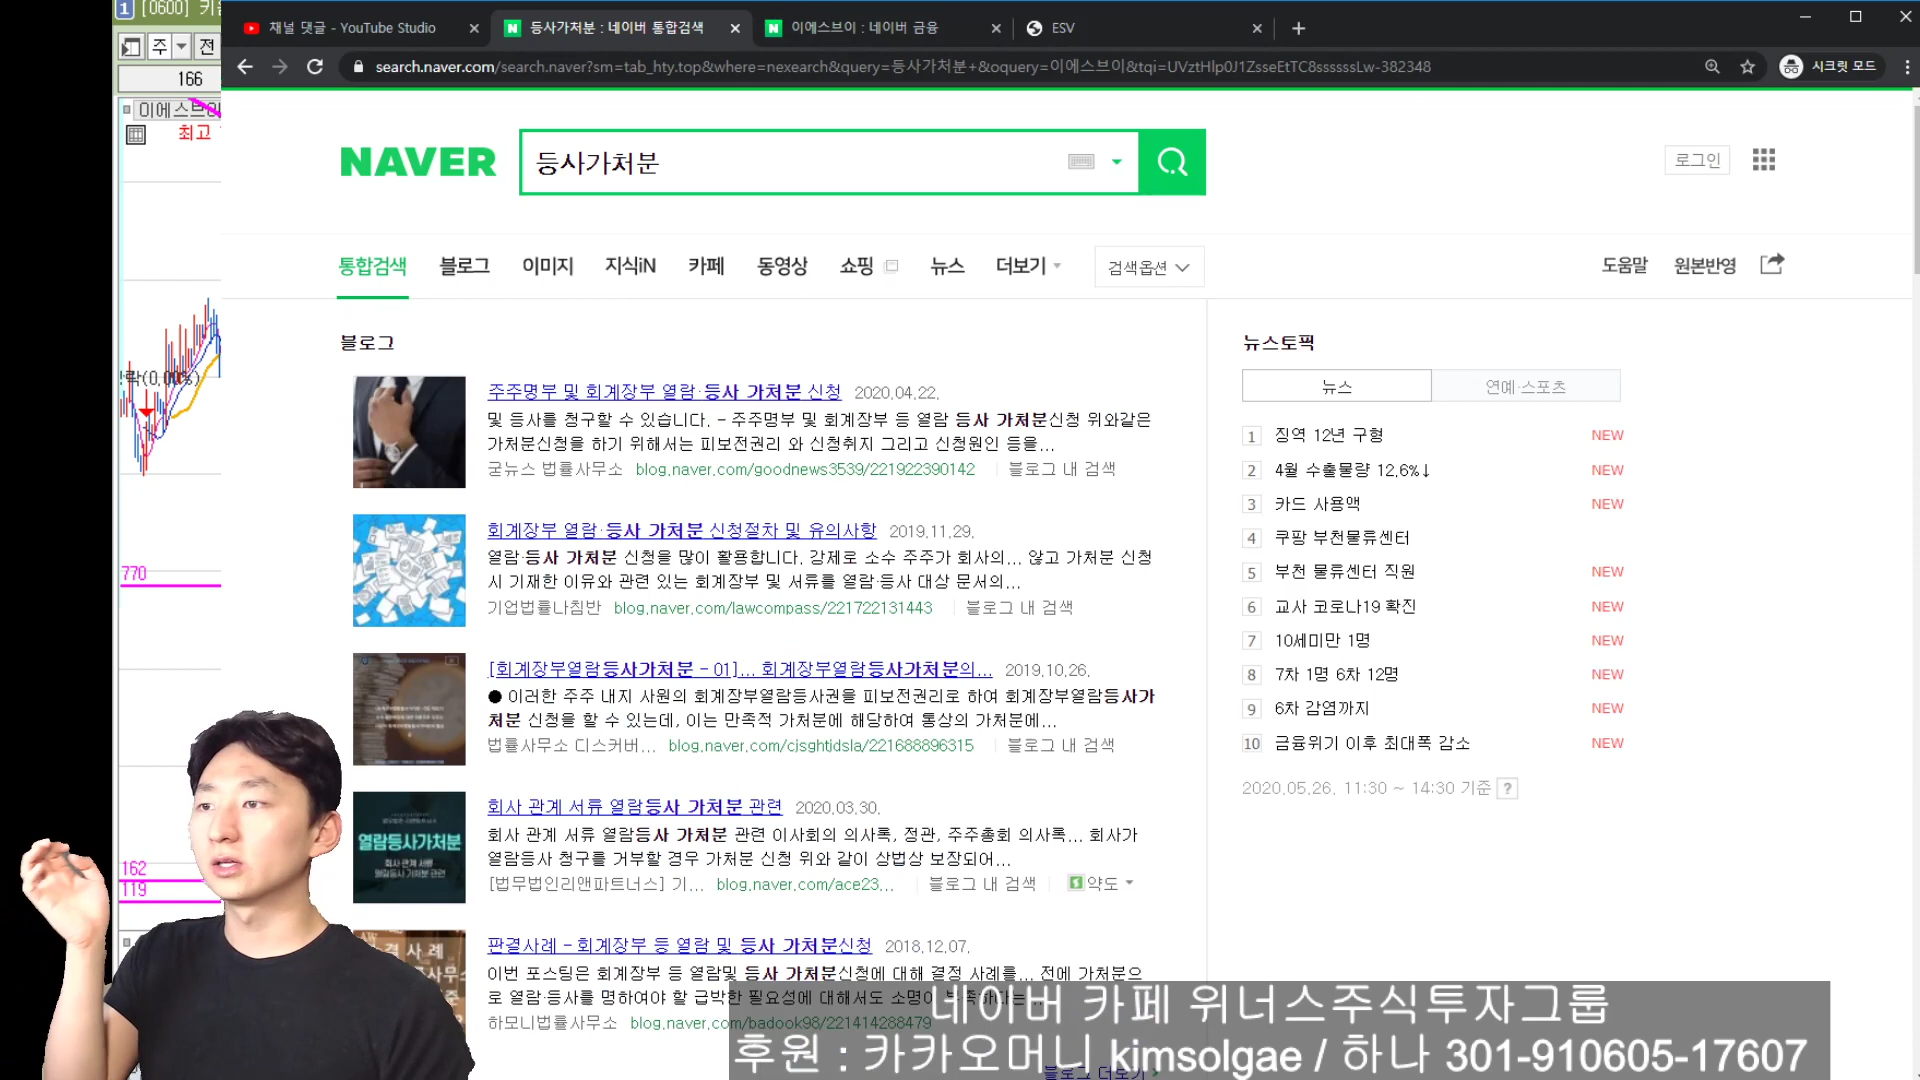 1 [0600] 키움
채널 댓글 - YouTube Studio
등사가처분 : 네이버 통합검색
이에스브이 : 네이버 금융
ESV
주
전
search.naver.com/search.naver?sm=tab_hty.top&where=nexearch&query=등사가처분+&oquery=이에스브이&tqi=UVztHlp0J1ZsseEtTC8ssssssLw-382348
시크릿 모드
166
이에스브이
최고
NAVER
등사가처분
로그인
통합검색
블로그
이미지
지식iN
카페
동영상
쇼핑
뉴스
더보기
검색옵션
도움말
원본반영
블로그
주주명부 및 회계장부 열람·등사 가처분 신청 2020.04.22.
및 등사를 청구할 수 있습니다. - 주주명부 및 회계장부 등 열람 등사 가처분신청 위와같은
가처분신청을 하기 위해서는 피보전권리 와 신청취지 그리고 신청원인 등을...
굳뉴스 법률사무소 blog.naver.com/goodnews3539/221922390142 블로그 내 검색
회계장부 열람·등사 가처분 신청절차 및 유의사항 2019.11.29.
열람·등사 가처분 신청을 많이 활용합니다. 강제로 소수 주주가 회사의... 않고 가처분 신청
시 기재한 이유와 관련 있는 회계장부 및 서류를 열람·등사 대상 문서의...
기업법률나침반 blog.naver.com/lawcompass/221722131443 블로그 내 검색
[회계장부열람등사가처분 - 01]... 회계장부열람등사가처분의... 2019.10.26.
● 이러한 주주 내지 사원의 회계장부열람등사권을 피보전권리로 하여 회계장부열람등사가
처분 신청을 할 수 있는데, 이는 만족적 가처분에 해당하여 통상의 가처분에...
법률사무소 디스커버... blog.naver.com/cjsghtidsla/221688896315 블로그 내 검색
열람등사가처분
회사 관계 서류 열람등사 가처분 관련 2020.03.30.
회사 관계 서류 열람등사 가처분 관련 이사회의 의사록, 정관, 주주총회 의사록... 회사가
열람등사 청구를 거부할 경우 가처분 신청 위와 같이 상법상 보장되어...
[법무법인리앤파트너스] 기... blog.naver.com/ace23... 블로그 내 검색 약도
판결사례 - 회계장부 등 열람 및 등사 가처분신청 2018.12.07.
이번 포스팅은 회계장부 등 열람및 등사 가처분신청에 대해 결정 사례를... 전에 가처분으
로 열람·등사를 명하여야 할 급박한 필요성에 대해서도 소명이 부족하다는...
하모니법률사무소 blog.naver.com/badook98/221414288479
블로그 더보기
뉴스토픽
뉴스
연예·스포츠
1 징역 12년 구형 NEW
2 4월 수출물량 12.6%↓ NEW
3 카드 사용액 NEW
4 쿠팡 부천물류센터
5 부천 물류센터 직원 NEW
6 교사 코로나19 확진 NEW
7 10세미만 1명 NEW
8 7차 1명 6차 12명 NEW
9 6차 감염까지 NEW
10 금융위기 이후 최대폭 감소 NEW
2020.05.26. 11:30 ~ 14:30 기준 ?
락(0.00%)
770
162
119
네이버 카페 위너스주식투자그룹
후원 : 카카오머니 kimsolgae / 하나 301-910605-17607